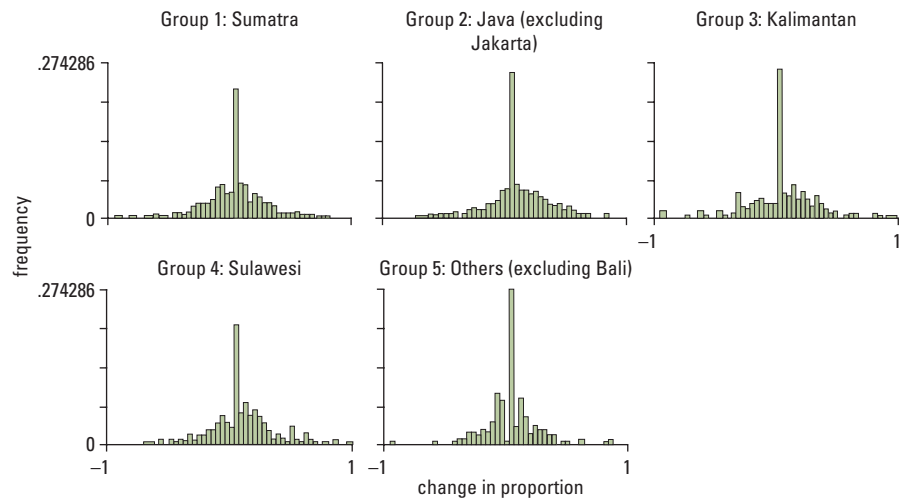 Group 1: Sumatra
Group 2: Java (excluding
Jakarta)
Group 3: Kalimantan
.274286
0
−1
1
frequency
Group 4: Sulawesi
Group 5: Others (excluding Bali)
.274286
0
−1
1
−1
1
change in proportion